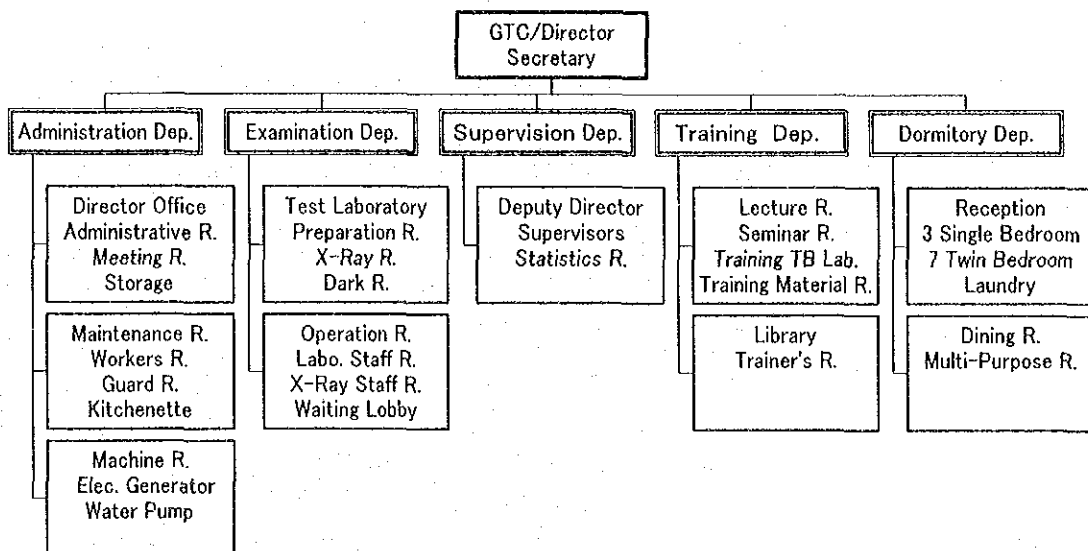 GTC/Director
Secretary
Administration Dep.
Examination Dep.
Supervision Dep.
Training Dep.
Dormitory Dep.
Director Office
Administrative R.
Meeting R.
Storage
Test Laboratory
Preparation R.
X-Ray R.
Dark R.
Deputy Director
Supervisors
Statistics R.
Lecture R.
Seminar R.
Training TB Lab.
Training Material R.
Reception
3 Single Bedroom
7 Twin Bedroom
Laundry
Maintenance R.
Workers R.
Guard R.
Kitchenette
Operation R.
Labo. Staff R.
X-Ray Staff R.
Waiting Lobby
Library
Trainer's R.
Dining R.
Multi-Purpose R.
Machine R.
Elec. Generator
Water Pump